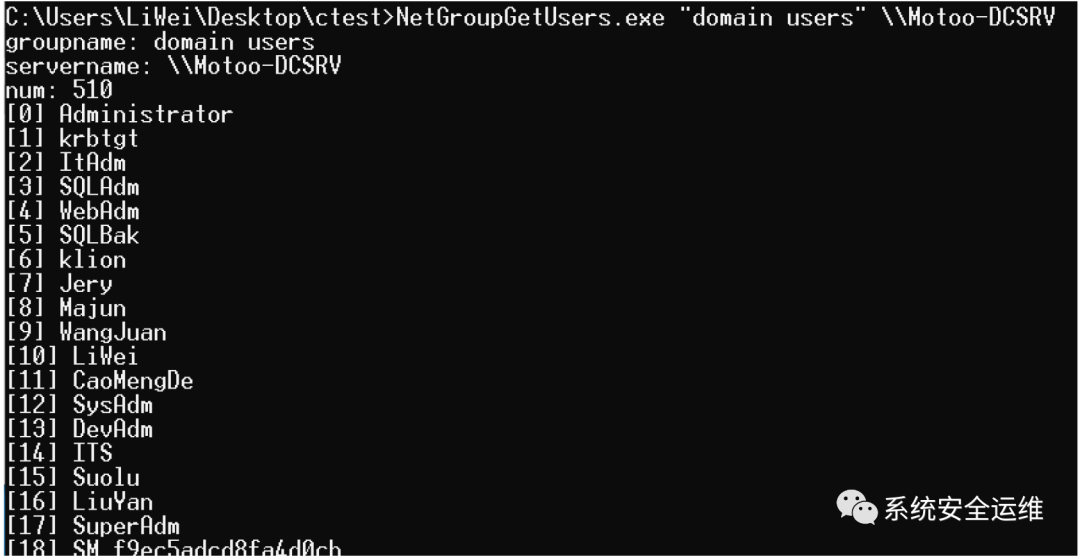 C:\Users\LiWei\Desktop\ctest>NetGroupGetUsers.exe "domain users" \\Motoo-DCSRV
groupname: domain users
servername: \\Motoo-DCSRV
num: 510
[0] Administrator
[1] krbtgt
[2] ItAdm
[3] SQLAdm
[4] WebAdm
[5] SQLBak
[6] klion
[7] Jery
[8] Majun
[9] WangJuan
[10] LiWei
[11] CaoMengDe
[12] SysAdm
[13] DevAdm
[14] ITS
[15] Suolu
[16] LiuYan
[17] SuperAdm
[18] SM_f9ec5adcd8fa4d0cb
系统安全运维